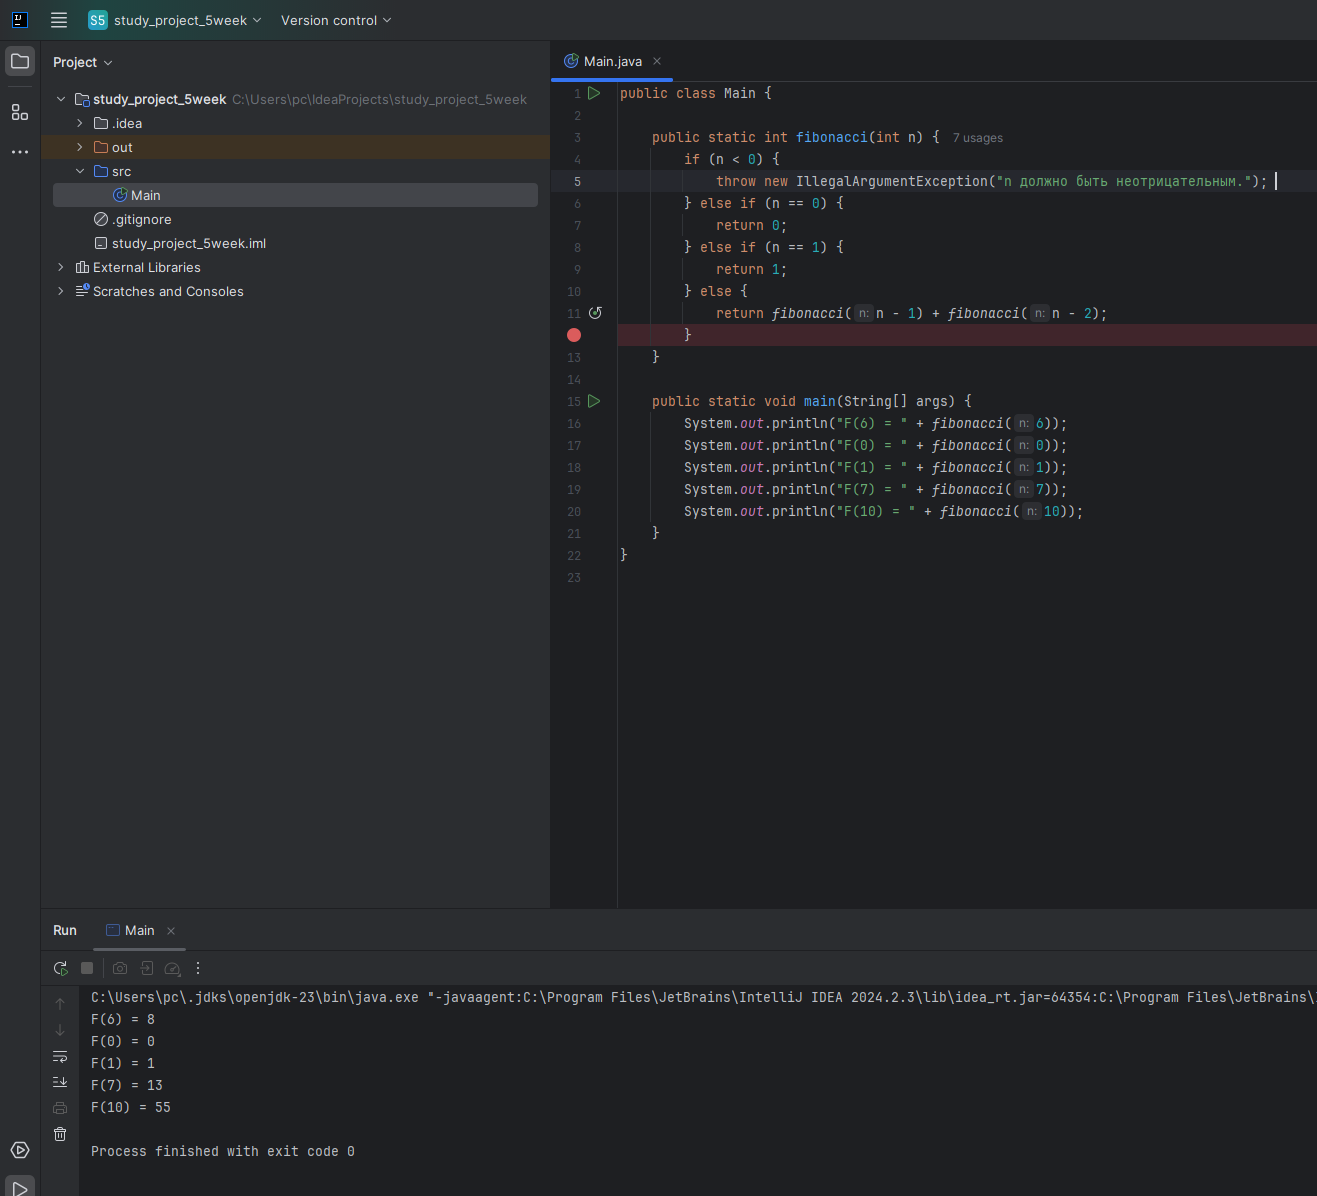 S5 study_project_5week Version control
Project
study_project_5week C:\Users\pc\IdeaProjects\study_project_5week
.idea
out
src
Main
.gitignore
study_project_5week.iml
External Libraries
Scratches and Consoles
Main.java
1 public class Main {
2
3 public static int fibonacci(int n) { 7 usages
4 if (n < 0) {
5 throw new IllegalArgumentException("n должно быть неотрицательным.");
6 } else if (n == 0) {
7 return 0;
8 } else if (n == 1) {
9 return 1;
10 } else {
11 return fibonacci( n: n - 1) + fibonacci( n: n - 2);
}
13 }
14
15 public static void main(String[] args) {
16 System.out.println("F(6) = " + fibonacci( n: 6));
17 System.out.println("F(0) = " + fibonacci( n: 0));
18 System.out.println("F(1) = " + fibonacci( n: 1));
19 System.out.println("F(7) = " + fibonacci( n: 7));
20 System.out.println("F(10) = " + fibonacci( n: 10));
21 }
22 }
23
Run Main
C:\Users\pc\.jdks\openjdk-23\bin\java.exe "-javaagent:C:\Program Files\JetBrains\IntelliJ IDEA 2024.2.3\lib\idea_rt.jar=64354:C:\Program Files\JetBrains\
F(6) = 8
F(0) = 0
F(1) = 1
F(7) = 13
F(10) = 55
Process finished with exit code 0